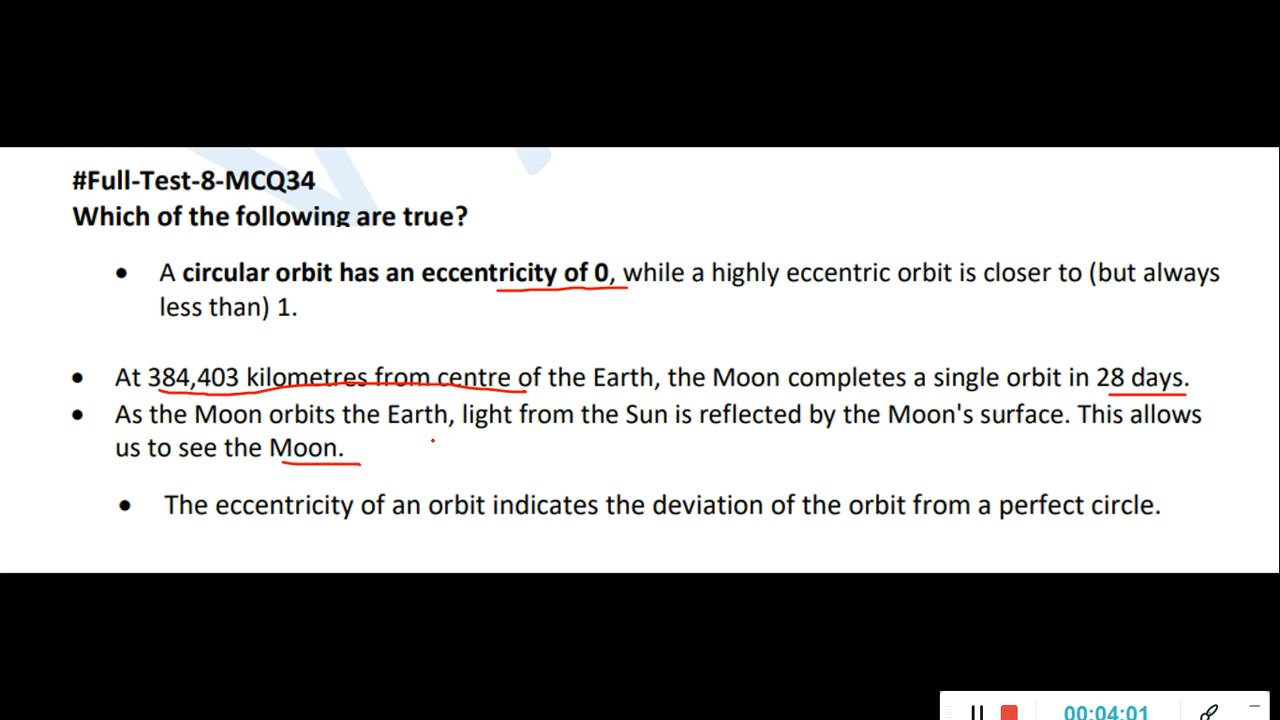 #Full-Test-8-MCQ34
Which of the following are true?
• A circular orbit has an eccentricity of 0, while a highly eccentric orbit is closer to (but always
less than) 1.
• At 384,403 kilometres from centre of the Earth, the Moon completes a single orbit in 28 days.
• As the Moon orbits the Earth, light from the Sun is reflected by the Moon's surface. This allows
us to see the Moon.
• The eccentricity of an orbit indicates the deviation of the orbit from a perfect circle.
00:04:01